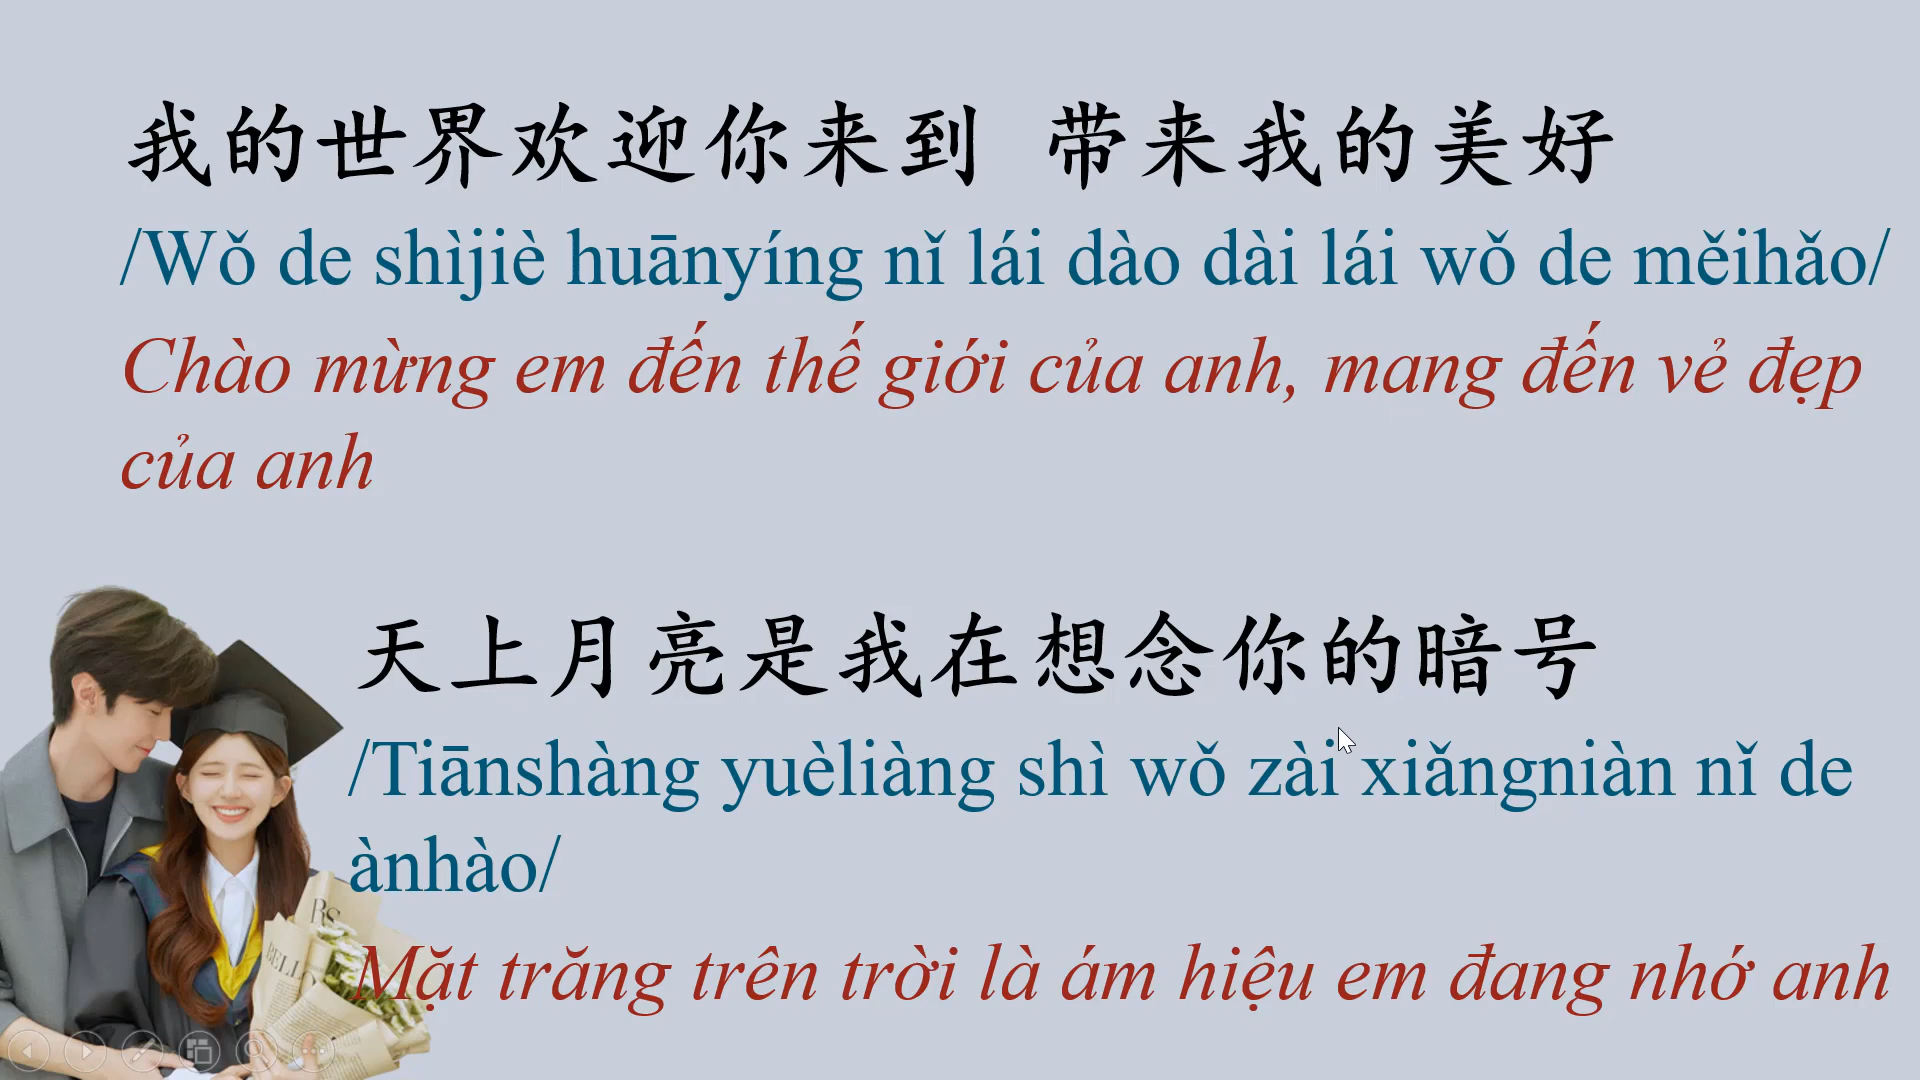 我的世界欢迎你来到 带来我的美好
/Wǒ de shìjiè huānyíng nǐ lái dào dài lái wǒ de měihǎo/
Chào mừng em đến thế giới của anh, mang đến vẻ đẹp
của anh
天上月亮是我在想念你的暗号
/Tiānshàng yuèliàng shì wǒ zài xiǎngniàn nǐ de
ànhào/
Mặt trăng trên trời là ám hiệu em đang nhớ anh
RS
BELL